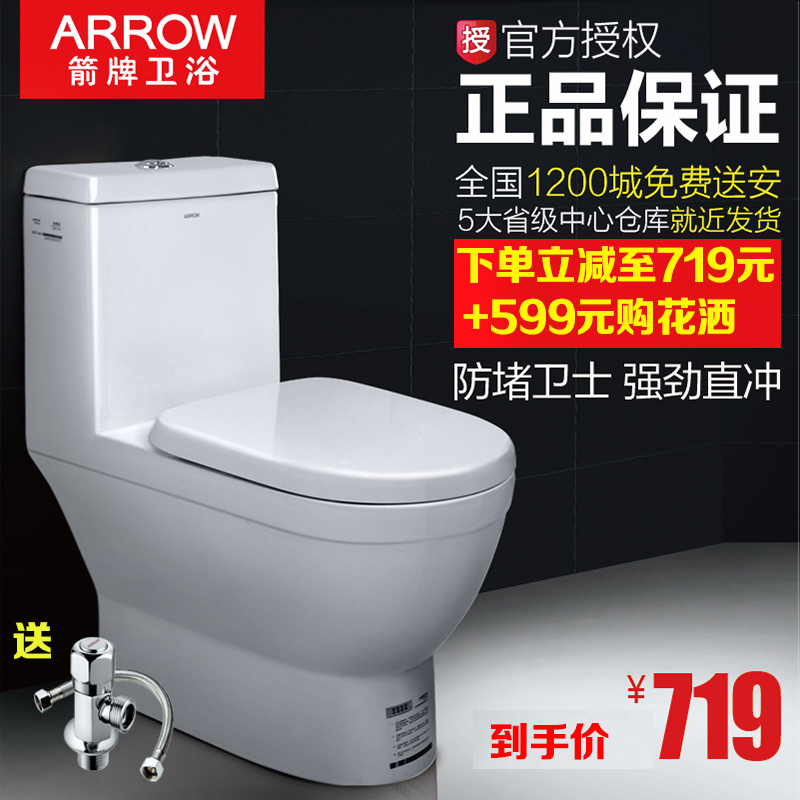 ARROW
箭牌卫浴
授 官方授权
正品保证
全国1200城免费送安
5大省级中心仓库就近发货
下单立减至719元
+599元购花洒
防堵卫士 强劲直冲
ARROW
送
ARROW
到手价
¥719